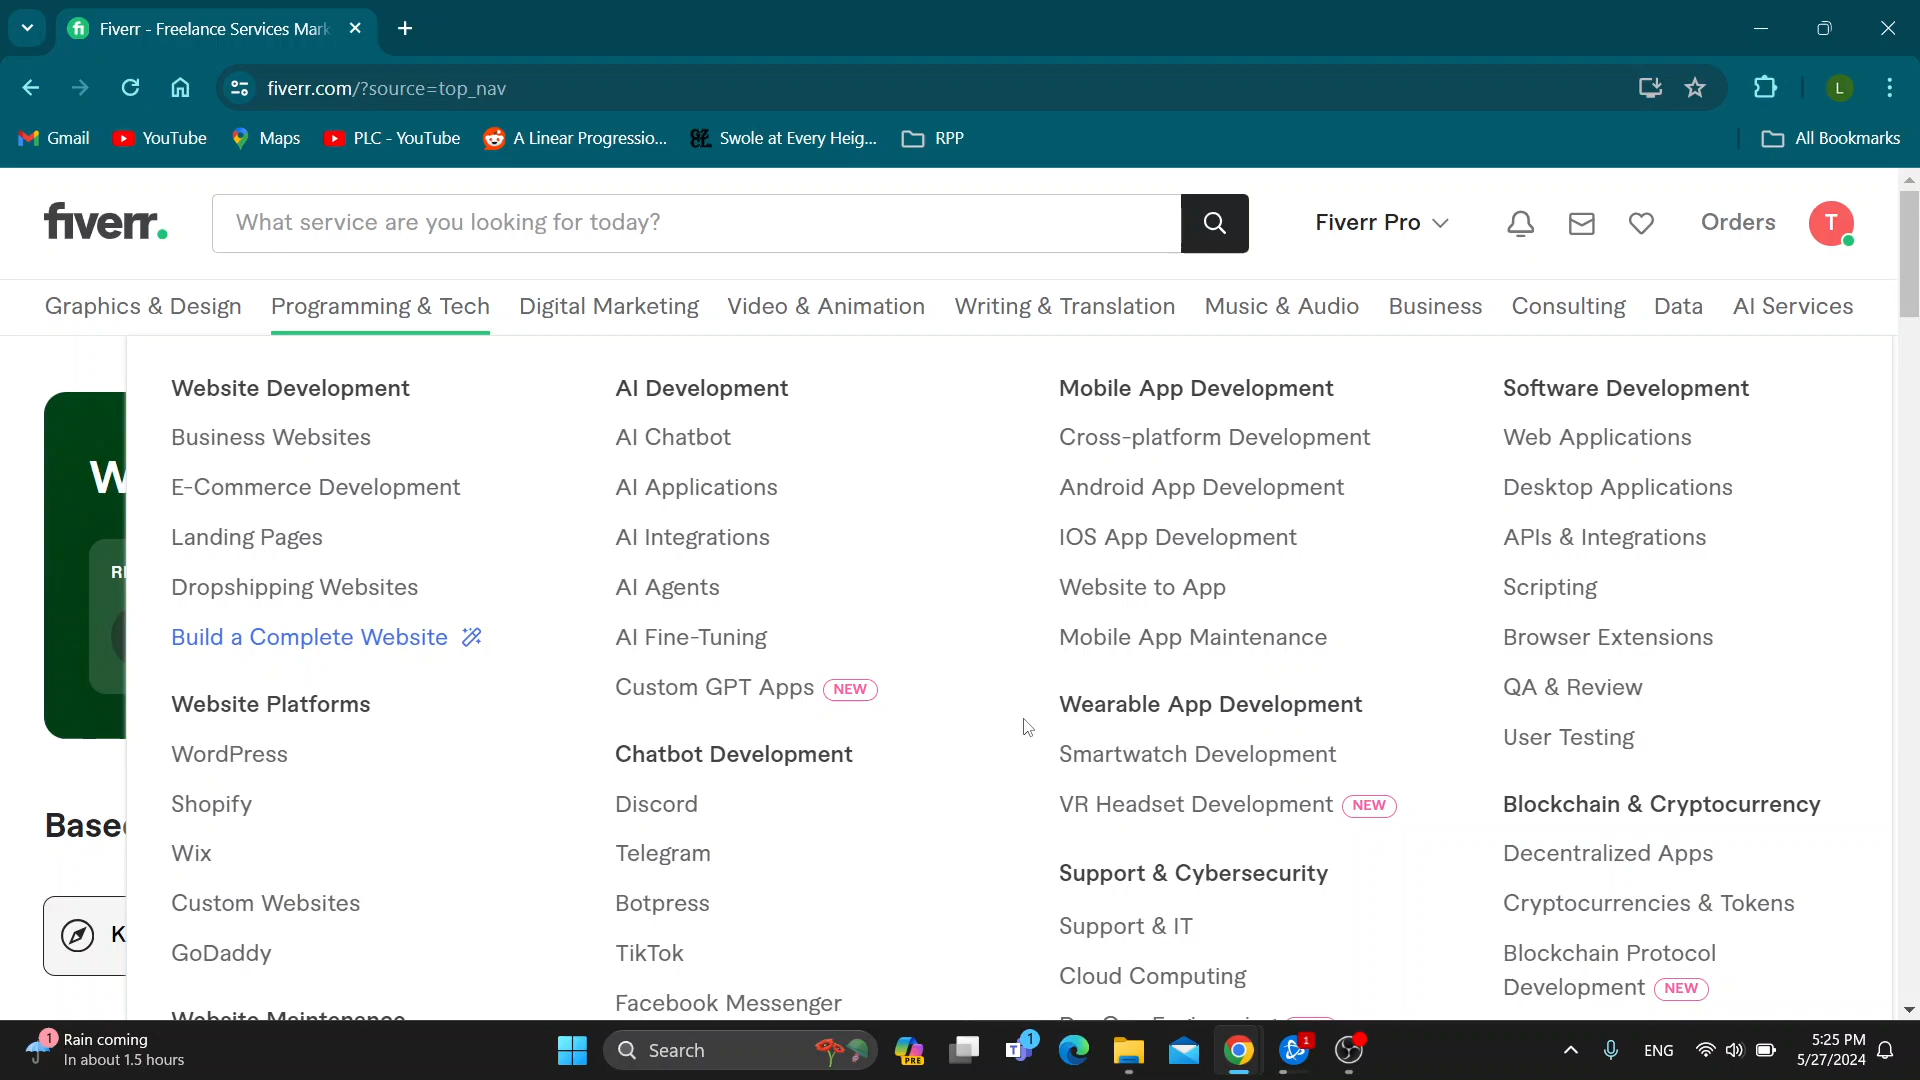 Fiverr - Freelance Services Mark
fiverr.com/?source=top_nav
L
Gmail
YouTube
Maps
PLC - YouTube
A Linear Progressio...
Swole at Every Heig...
RPP
All Bookmarks
fiverr.
What service are you looking for today?
Fiverr Pro
Orders
T
Graphics & Design
Programming & Tech
Digital Marketing
Video & Animation
Writing & Translation
Music & Audio
Business
Consulting
Data
AI Services
Website Development
Business Websites
E-Commerce Development
Landing Pages
Dropshipping Websites
Build a Complete Website
Website Platforms
WordPress
Shopify
Wix
Custom Websites
GoDaddy
Website Maintenance
AI Development
AI Chatbot
AI Applications
AI Integrations
AI Agents
AI Fine-Tuning
Custom GPT Apps NEW
Chatbot Development
Discord
Telegram
Botpress
TikTok
Facebook Messenger
Mobile App Development
Cross-platform Development
Android App Development
IOS App Development
Website to App
Mobile App Maintenance
Wearable App Development
Smartwatch Development
VR Headset Development NEW
Support & Cybersecurity
Support & IT
Cloud Computing
Software Development
Web Applications
Desktop Applications
APIs & Integrations
Scripting
Browser Extensions
QA & Review
User Testing
Blockchain & Cryptocurrency
Decentralized Apps
Cryptocurrencies & Tokens
Blockchain Protocol
Development NEW
W
Based
K
1
Rain coming
In about 1.5 hours
Search
PRE
1
1
ENG
5:25 PM
5/27/2024